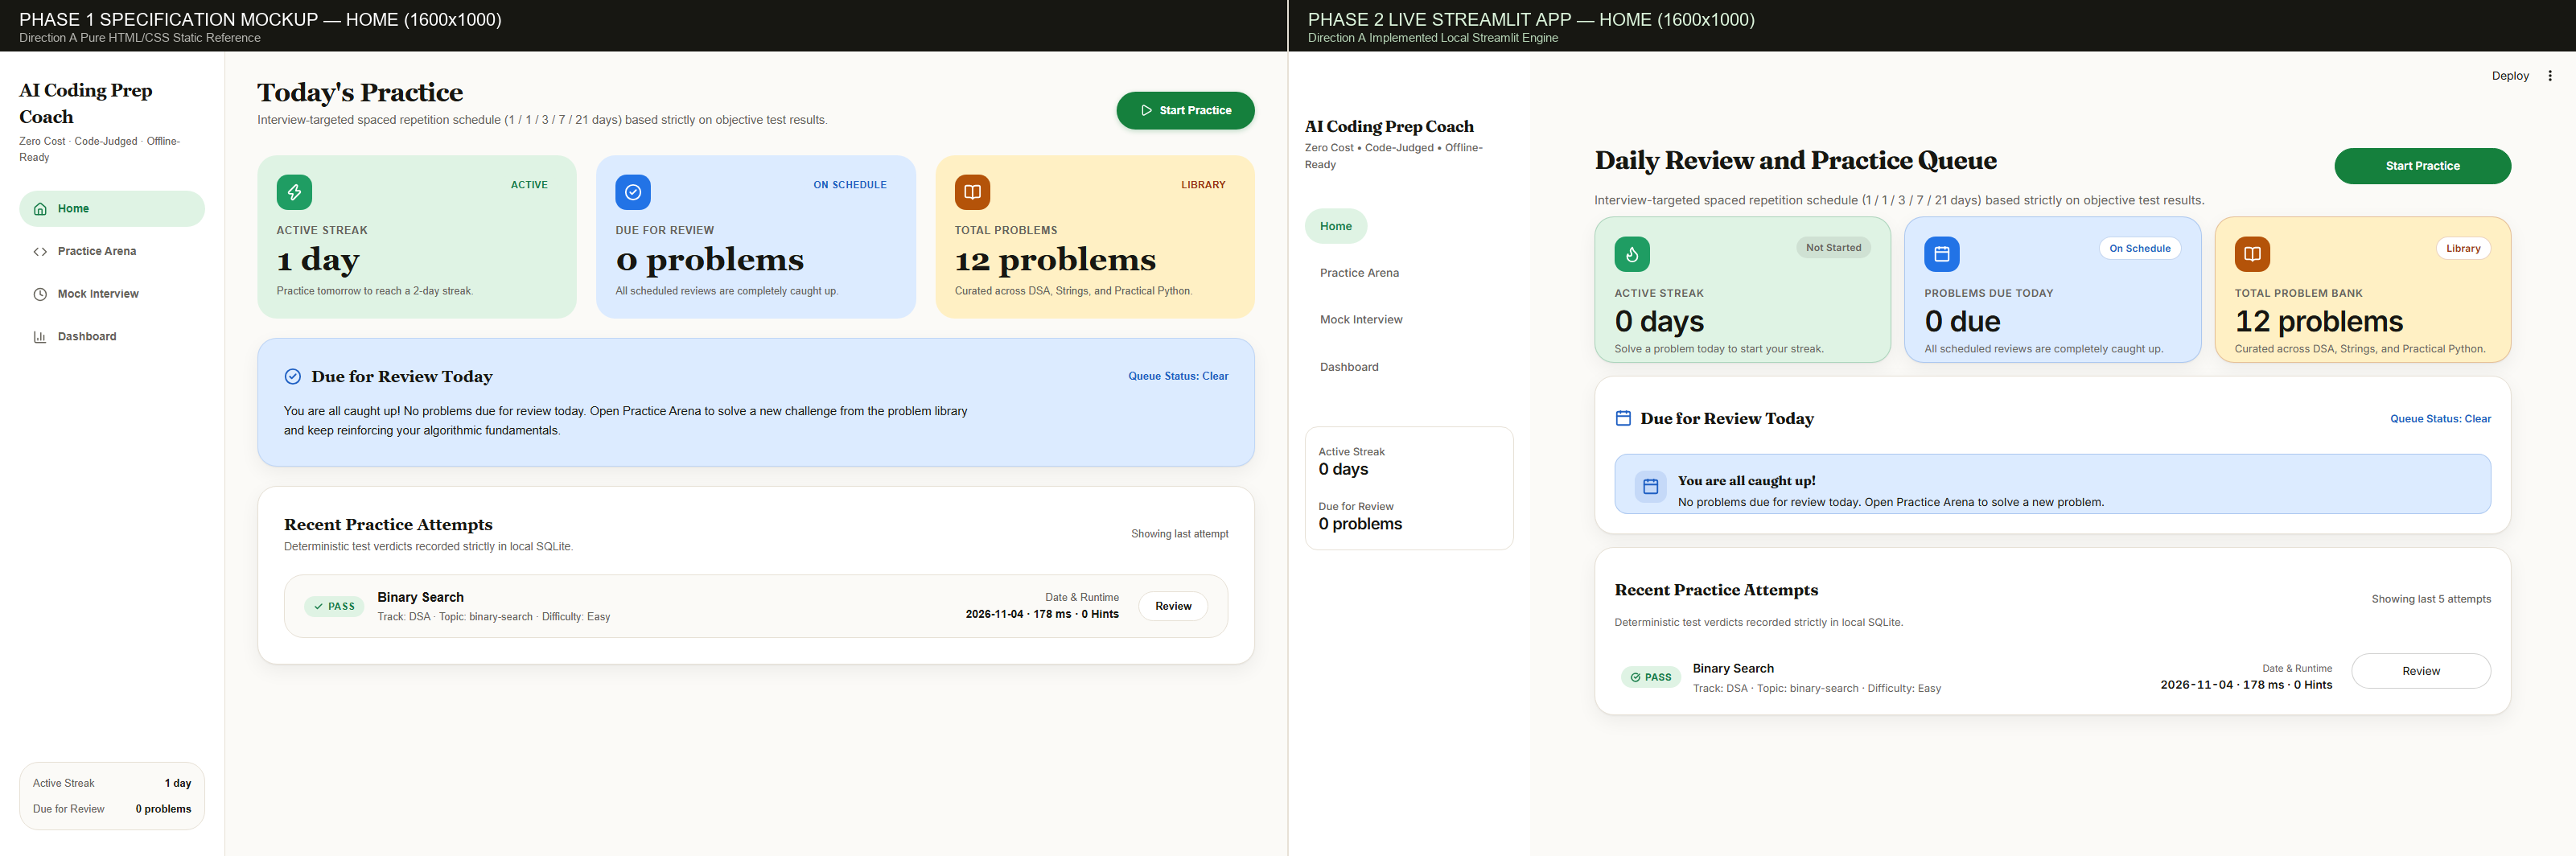 PHASE 1 SPECIFICATION MOCKUP — HOME (1600x1000)
Direction A Pure HTML/CSS Static Reference
AI Coding Prep
Coach
Zero Cost · Code-Judged · Offline-
Ready
Home
Practice Arena
Mock Interview
Dashboard
Active Streak 1 day
Due for Review 0 problems
Today's Practice
Interview-targeted spaced repetition schedule (1 / 1 / 3 / 7 / 21 days) based strictly on objective test results.
Start Practice
ACTIVE
ACTIVE STREAK
1 day
Practice tomorrow to reach a 2-day streak.
ON SCHEDULE
DUE FOR REVIEW
0 problems
All scheduled reviews are completely caught up.
LIBRARY
TOTAL PROBLEMS
12 problems
Curated across DSA, Strings, and Practical Python.
Due for Review Today
Queue Status: Clear
You are all caught up! No problems due for review today. Open Practice Arena to solve a new challenge from the problem library
and keep reinforcing your algorithmic fundamentals.
Recent Practice Attempts
Deterministic test verdicts recorded strictly in local SQLite.
Showing last attempt
PASS
Binary Search
Track: DSA · Topic: binary-search · Difficulty: Easy
Date & Runtime
2026-11-04 · 178 ms · 0 Hints
Review
PHASE 2 LIVE STREAMLIT APP — HOME (1600x1000)
Direction A Implemented Local Streamlit Engine
Deploy
AI Coding Prep Coach
Zero Cost • Code-Judged • Offline-
Ready
Home
Practice Arena
Mock Interview
Dashboard
Active Streak
0 days
Due for Review
0 problems
Daily Review and Practice Queue
Start Practice
Interview-targeted spaced repetition schedule (1 / 1 / 3 / 7 / 21 days) based strictly on objective test results.
Not Started
ACTIVE STREAK
0 days
Solve a problem today to start your streak.
On Schedule
PROBLEMS DUE TODAY
0 due
All scheduled reviews are completely caught up.
Library
TOTAL PROBLEM BANK
12 problems
Curated across DSA, Strings, and Practical Python.
Due for Review Today
Queue Status: Clear
You are all caught up!
No problems due for review today. Open Practice Arena to solve a new problem.
Recent Practice Attempts
Showing last 5 attempts
Deterministic test verdicts recorded strictly in local SQLite.
PASS
Binary Search
Track: DSA · Topic: binary-search · Difficulty: Easy
Date & Runtime
2026-11-04 · 178 ms · 0 Hints
Review